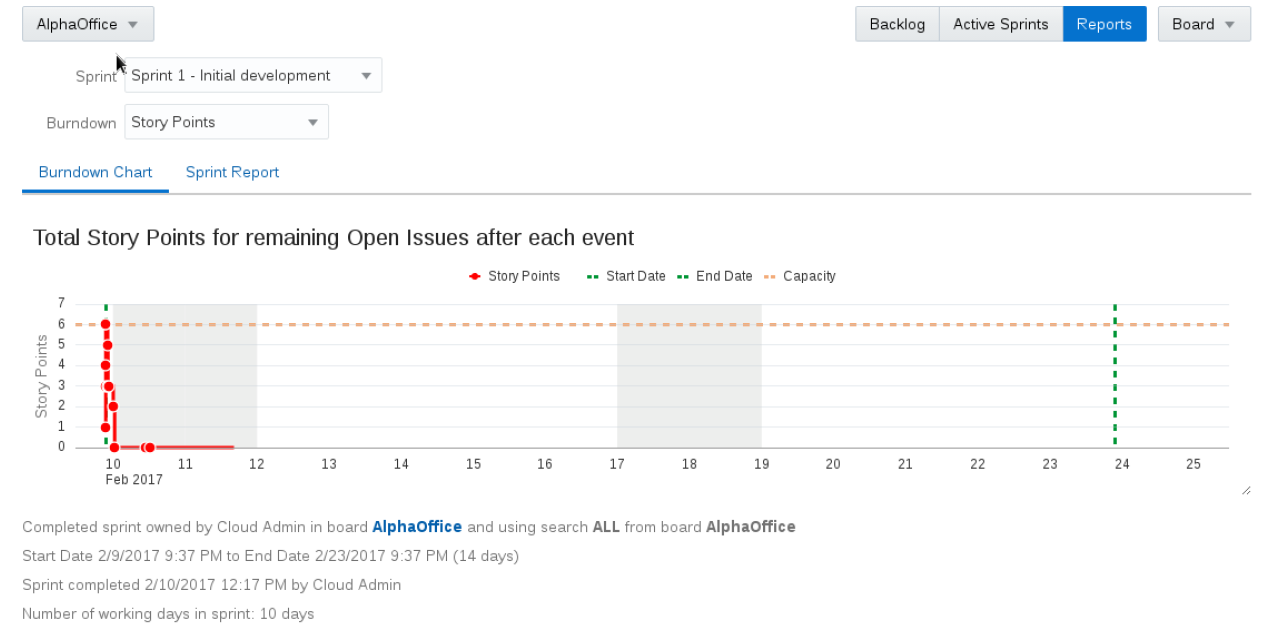 AlphaOffice
Backlog Active Sprints Reports Board
Sprint Sprint 1 - Initial development
Burndown Story Points
Burndown Chart Sprint Report
Total Story Points for remaining Open Issues after each event
Story Points Start Date End Date Capacity
Story Points
7
6
5
4
3
2
1
0
10 11 12 13 14 15 16 17 18 19 20 21 22 23 24 25
Feb 2017
Completed sprint owned by Cloud Admin in board AlphaOffice and using search ALL from board AlphaOffice
Start Date 2/9/2017 9:37 PM to End Date 2/23/2017 9:37 PM (14 days)
Sprint completed 2/10/2017 12:17 PM by Cloud Admin
Number of working days in sprint: 10 days